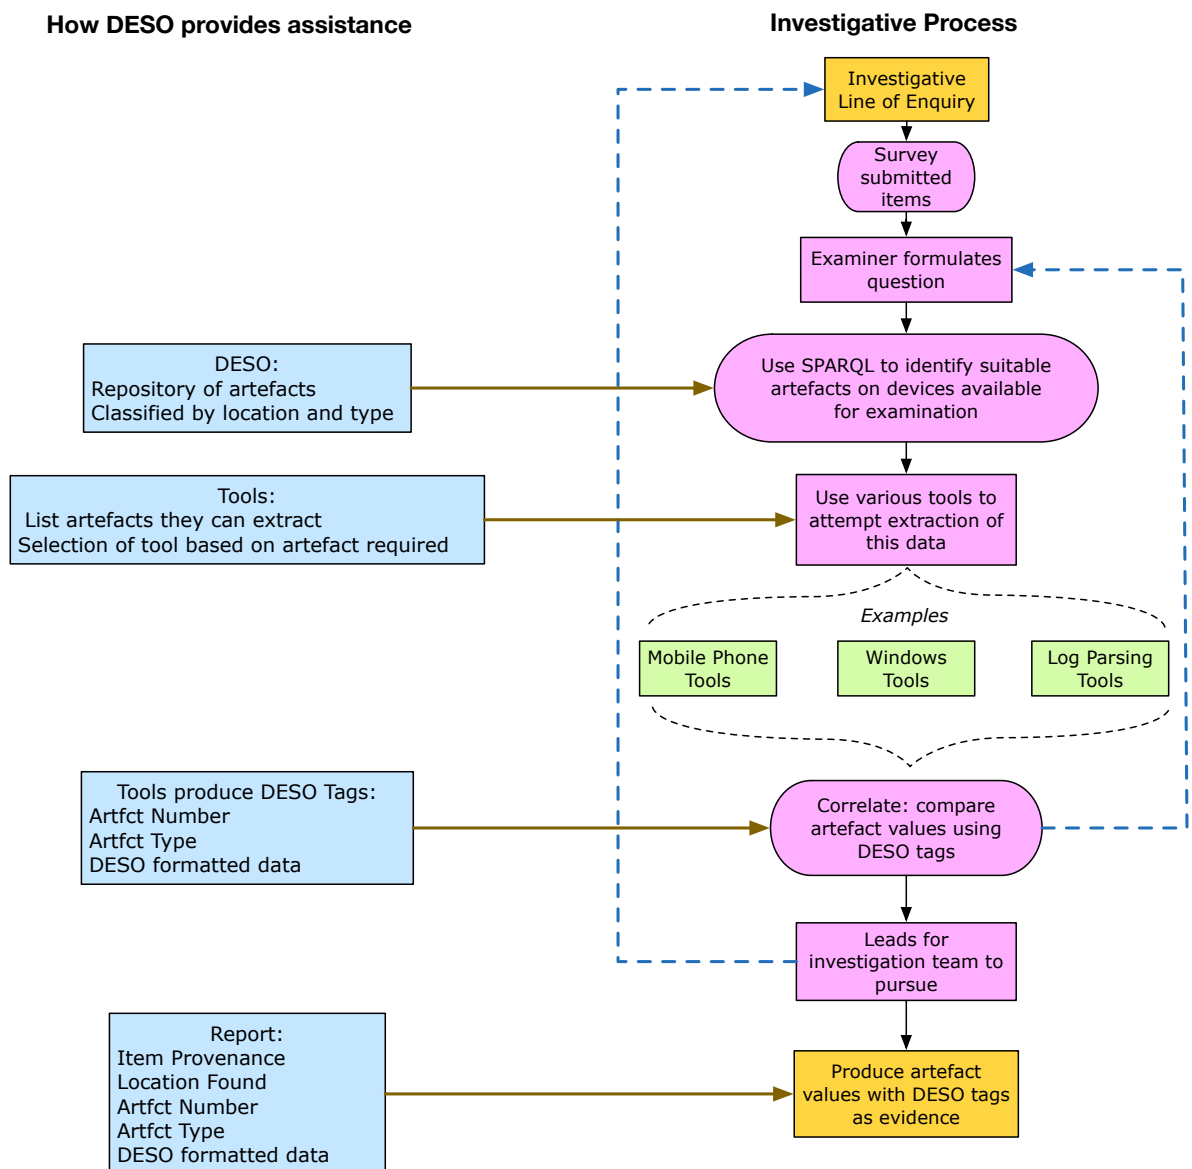 How DESO provides assistance
Investigative Process
Investigative
Line of Enquiry
Survey
submitted
items
Examiner formulates
question
DESO:
Repository of artefacts
Classified by location and type
Use SPARQL to identify suitable
artefacts on devices available
for examination
Tools:
List artefacts they can extract
Selection of tool based on artefact required
Use various tools to
attempt extraction of
this data
Examples
Mobile Phone
Tools
Windows
Tools
Log Parsing
Tools
Tools produce DESO Tags:
Artfct Number
Artfct Type
DESO formatted data
Correlate: compare
artefact values using
DESO tags
Leads for
investigation team to
pursue
Report:
Item Provenance
Location Found
Artfct Number
Artfct Type
DESO formatted data
Produce artefact
values with DESO tags
as evidence